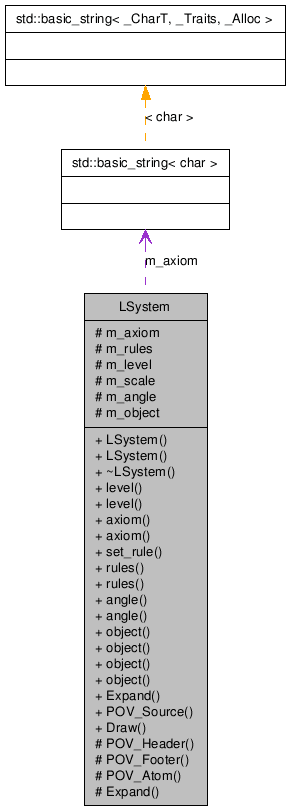 std::basic_string< _CharT, _Traits, _Alloc >
< char >
std::basic_string< char >
m_axiom
LSystem
# m_axiom
# m_rules
# m_level
# m_scale
# m_angle
# m_object
+ LSystem()
+ LSystem()
+ ~LSystem()
+ level()
+ level()
+ axiom()
+ axiom()
+ set_rule()
+ rules()
+ rules()
+ angle()
+ angle()
+ object()
+ object()
+ object()
+ object()
+ Expand()
+ POV_Source()
+ Draw()
# POV_Header()
# POV_Footer()
# POV_Atom()
# Expand()